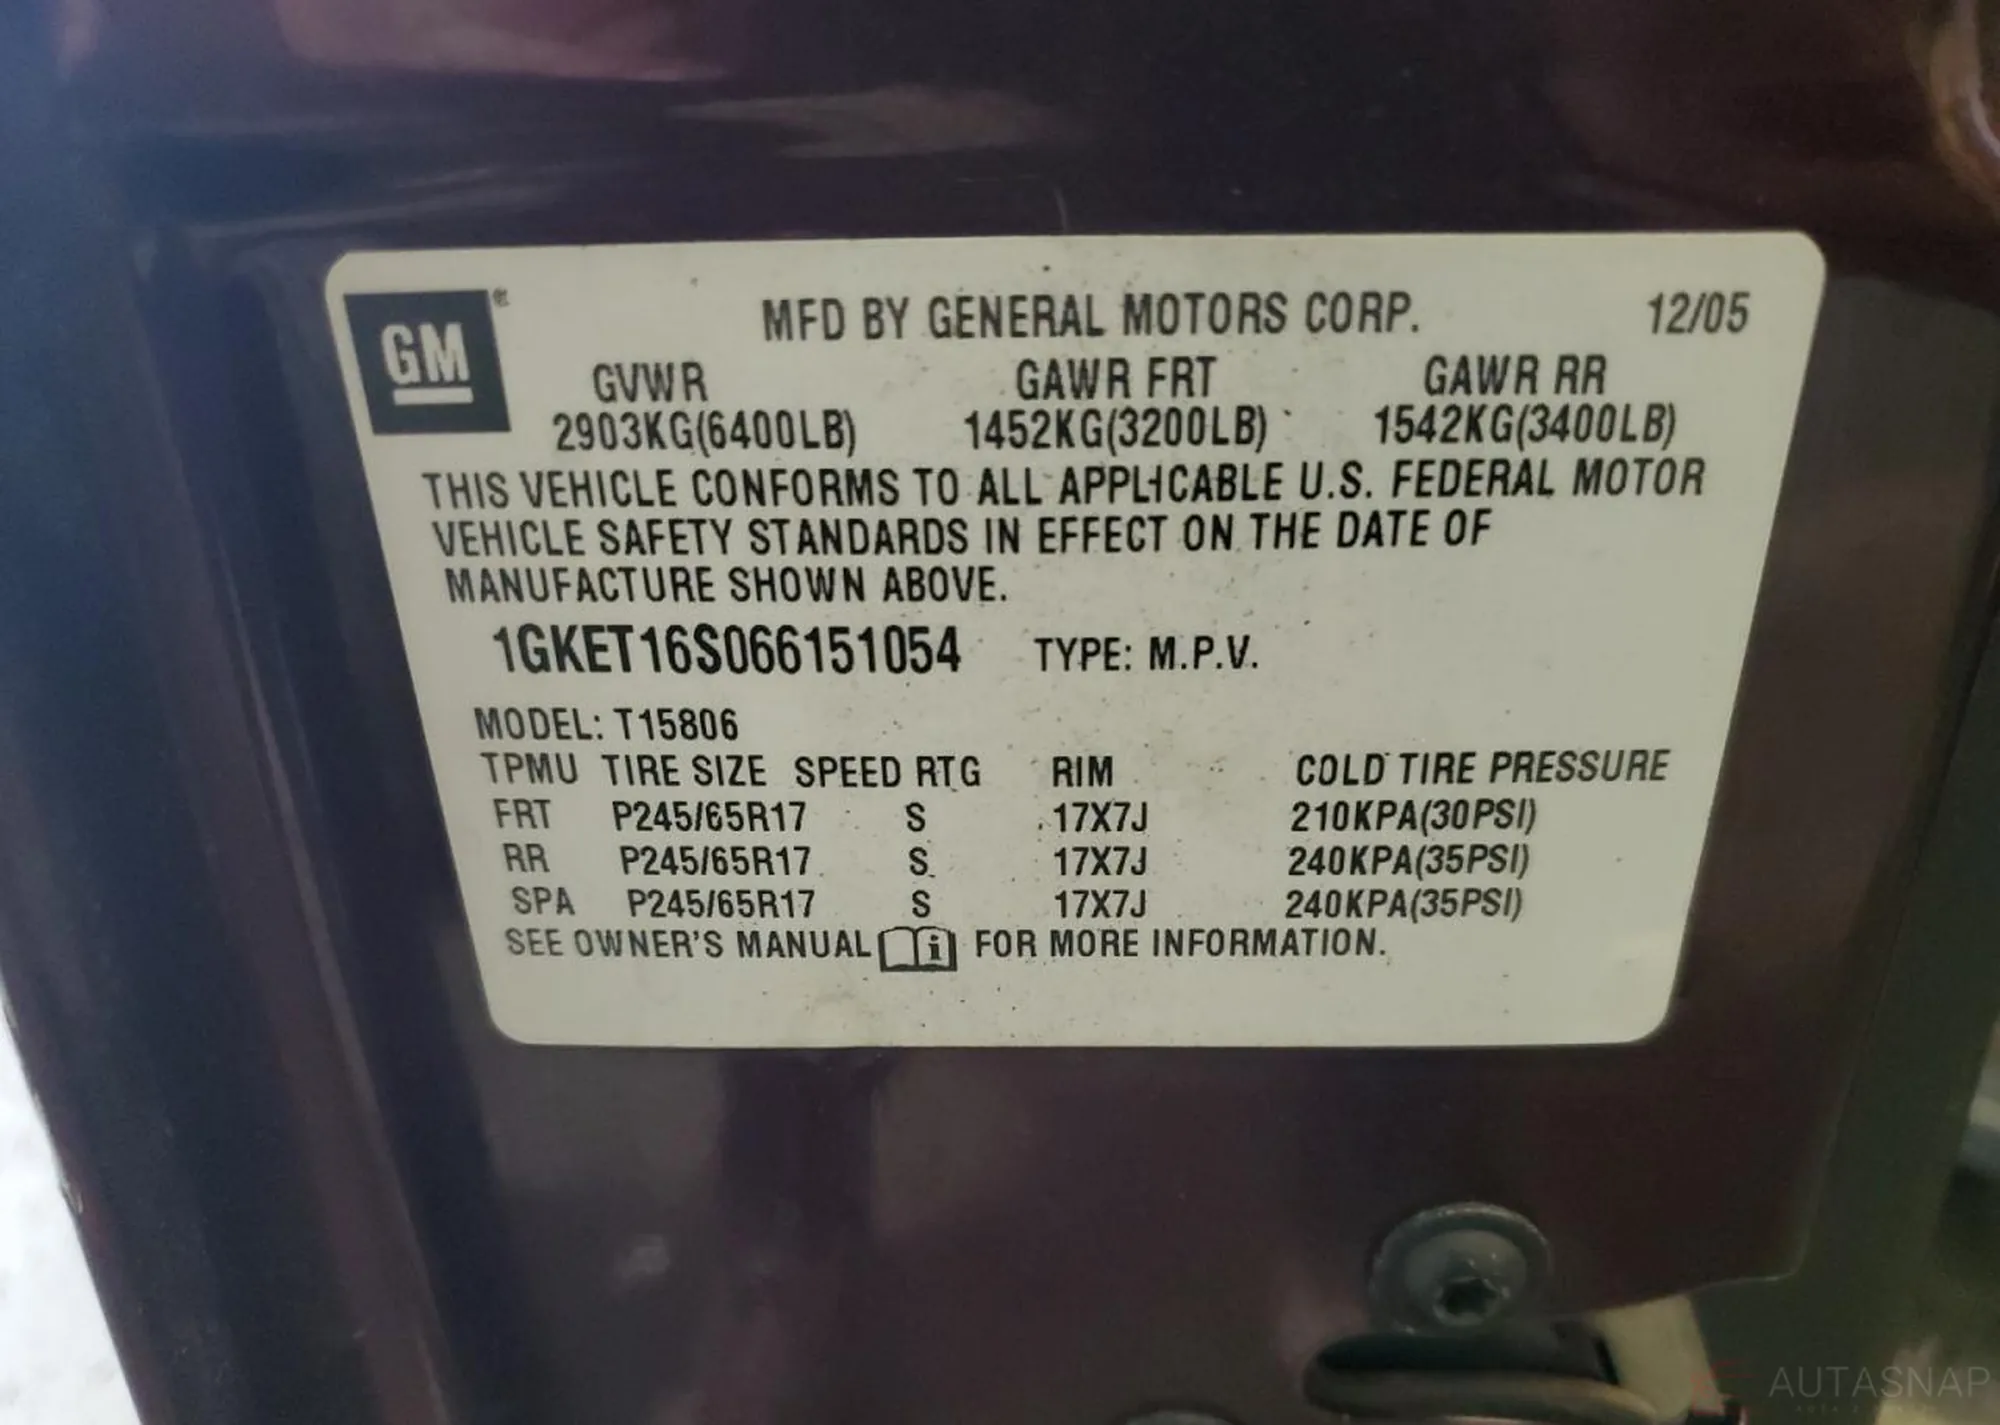 GM
MFD BY GENERAL MOTORS CORP. 12/05
GVWR GAWR FRT GAWR RR
2903KG(6400LB) 1452KG(3200LB) 1542KG(3400LB)
THIS VEHICLE CONFORMS TO ALL APPLICABLE U.S. FEDERAL MOTOR
VEHICLE SAFETY STANDARDS IN EFFECT ON THE DATE OF
MANUFACTURE SHOWN ABOVE.
1GKET16S066151054 TYPE: M.P.V.
MODEL: T15806
TPMU TIRE SIZE SPEED RTG RIM COLD TIRE PRESSURE
FRT P245/65R17 S 17X7J 210KPA(30PSI)
RR P245/65R17 S 17X7J 240KPA(35PSI)
SPA P245/65R17 S 17X7J 240KPA(35PSI)
SEE OWNER'S MANUAL i FOR MORE INFORMATION.
AUTASNAP